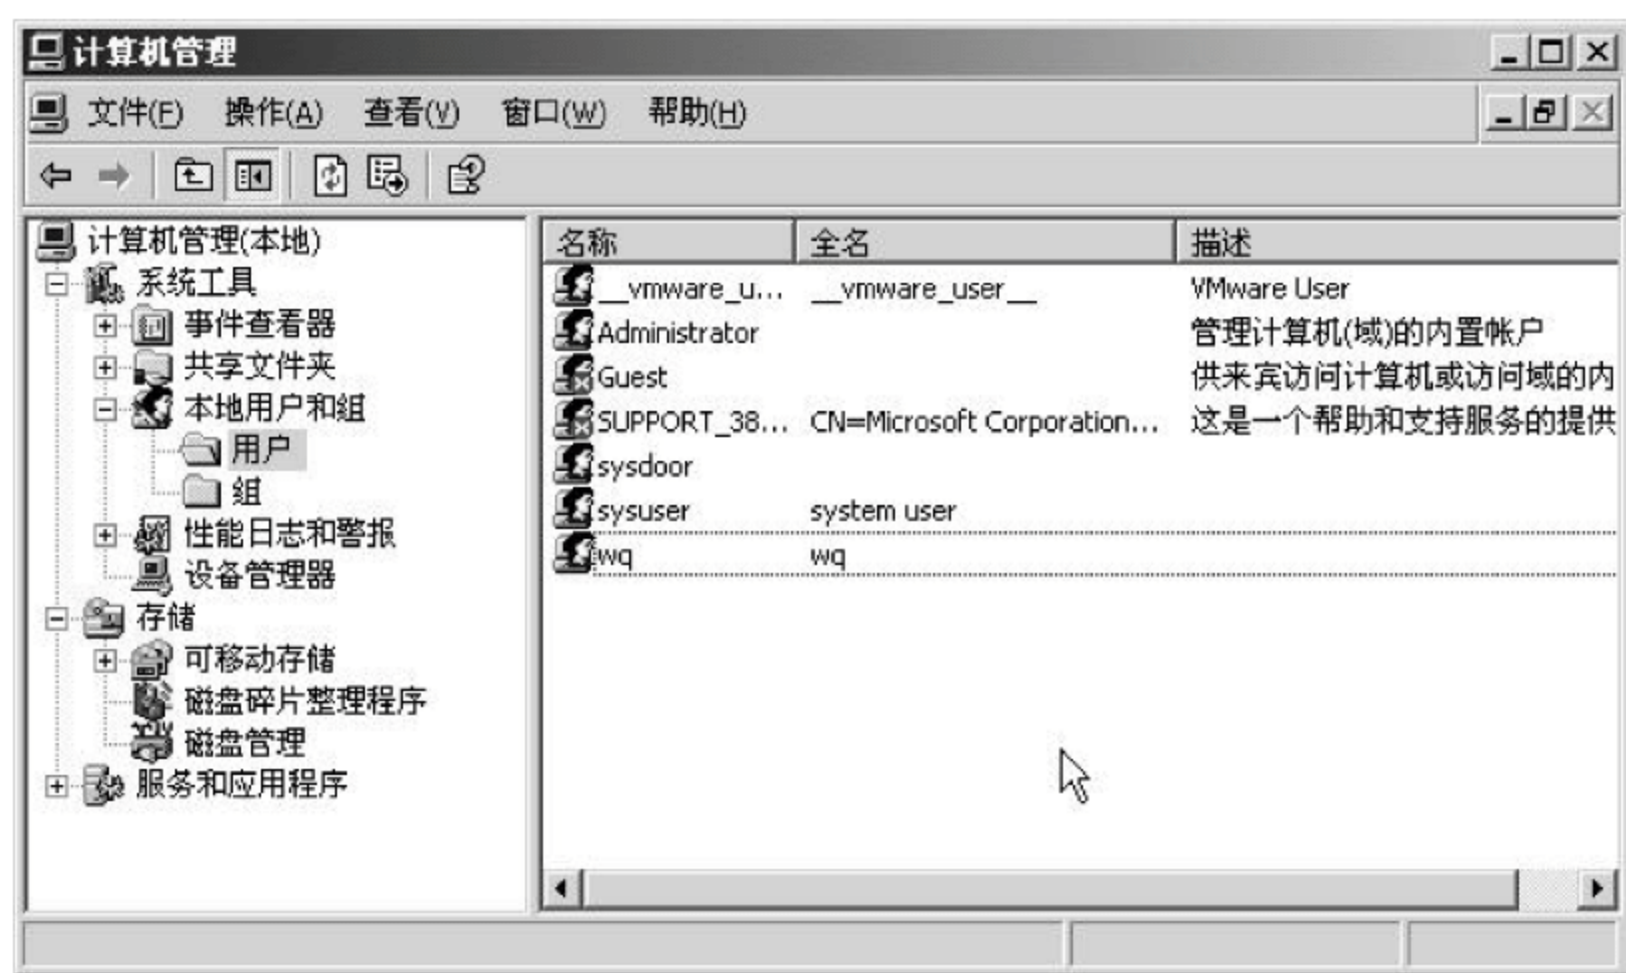 计算机管理
文件(F) 操作(A) 查看(V) 窗口(W) 帮助(H)
计算机管理(本地)
系统工具
事件查看器
共享文件夹
本地用户和组
用户
组
性能日志和警报
设备管理器
存储
可移动存储
磁盘碎片整理程序
磁盘管理
服务和应用程序
名称 全名 描述
__vmware_u... __vmware_user__ VMware User
Administrator 管理计算机(域)的内置帐户
Guest 供来宾访问计算机或访问域的内
SUPPORT_38... CN=Microsoft Corporation... 这是一个帮助和支持服务的提供
sysdoor
sysuser system user
wq wq